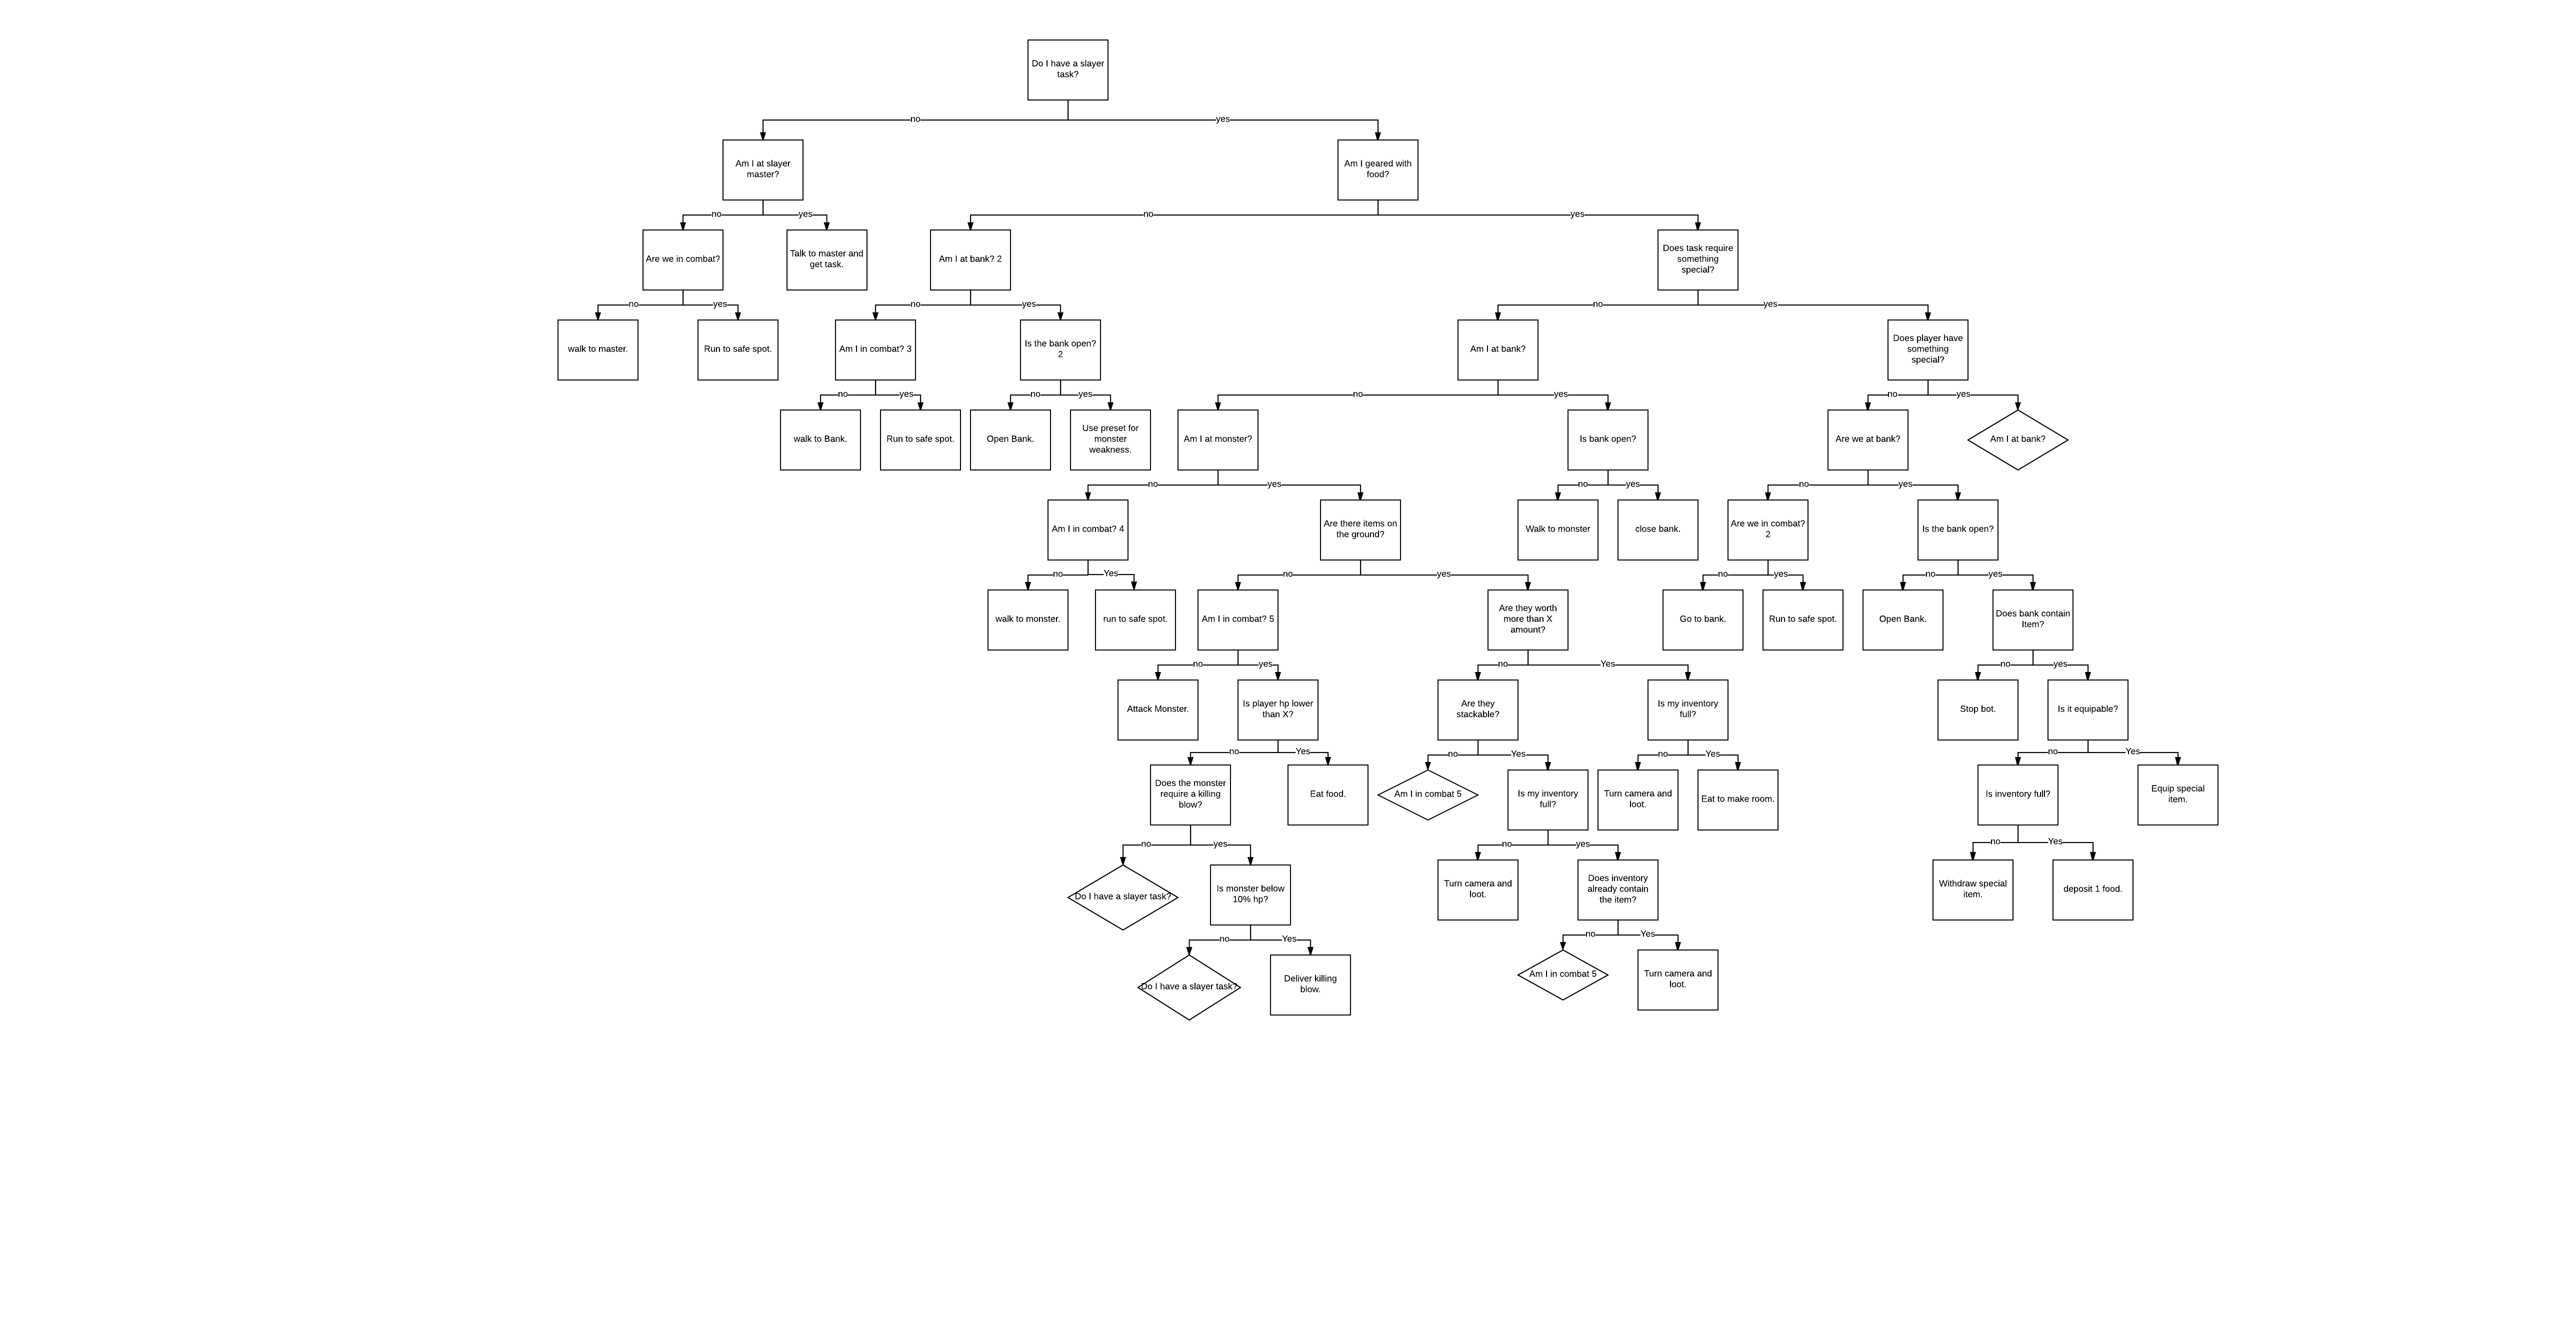 Do I have a slayer
task?
no
yes
Am I at slayer
master?
Am I geared with
food?
no
yes
no
yes
Are we in combat?
Talk to master and
get task.
Am I at bank? 2
Does task require
something
special?
no
yes
no
yes
no
yes
walk to master.
Run to safe spot.
Am I in combat? 3
Is the bank open?
2
Am I at bank?
Does player have
something
special?
no
yes
no
yes
no
yes
no
yes
walk to Bank.
Run to safe spot.
Open Bank.
Use preset for
monster
weakness.
Am I at monster?
Is bank open?
Are we at bank?
Am I at bank?
no
yes
no
yes
no
yes
Am I in combat? 4
Are there items on
the ground?
Walk to monster
close bank.
Are we in combat?
2
Is the bank open?
no
Yes
no
yes
no
yes
no
yes
walk to monster.
run to safe spot.
Am I in combat? 5
Are they worth
more than X
amount?
Go to bank.
Run to safe spot.
Open Bank.
Does bank contain
Item?
no
yes
no
Yes
no
yes
Attack Monster.
Is player hp lower
than X?
Are they
stackable?
Is my inventory
full?
Stop bot.
Is it equipable?
no
Yes
no
Yes
no
Yes
no
Yes
Does the monster
require a killing
blow?
Eat food.
Am I in combat 5
Is my inventory
full?
Turn camera and
loot.
Eat to make room.
Is inventory full?
Equip special
item.
no
yes
no
yes
no
Yes
Do I have a slayer task?
Is monster below
10% hp?
Turn camera and
loot.
Does inventory
already contain
the item?
Withdraw special
item.
deposit 1 food.
no
Yes
no
Yes
Do I have a slayer task?
Deliver killing
blow.
Am I in combat 5
Turn camera and
loot.